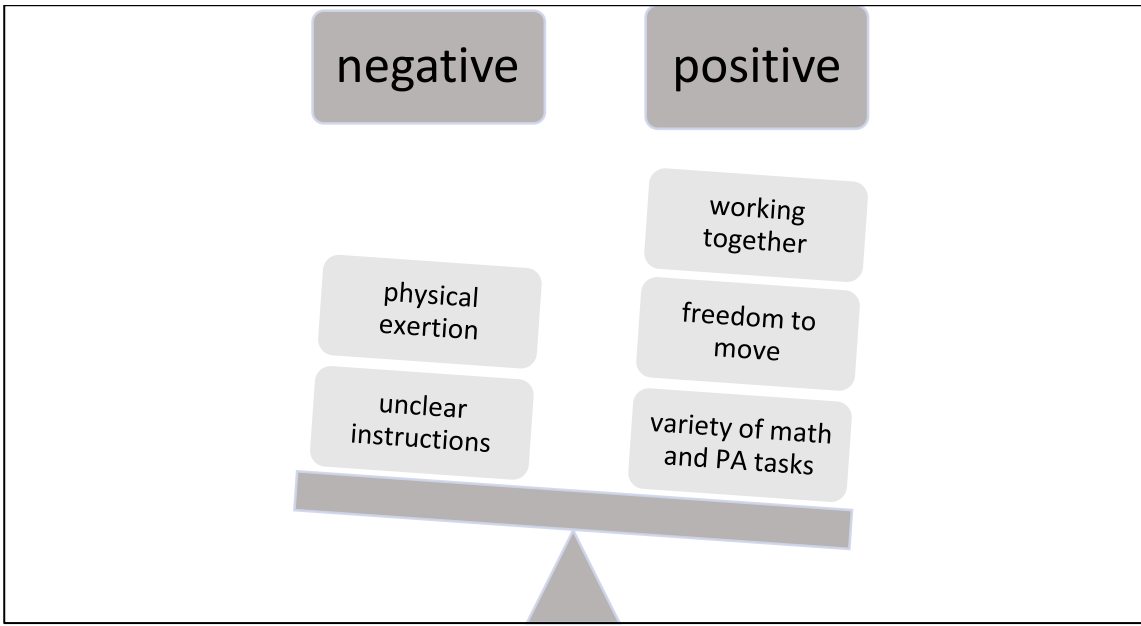 negative
positive
physical
exertion
unclear
instructions
working
together
freedom to
move
variety of math
and PA tasks